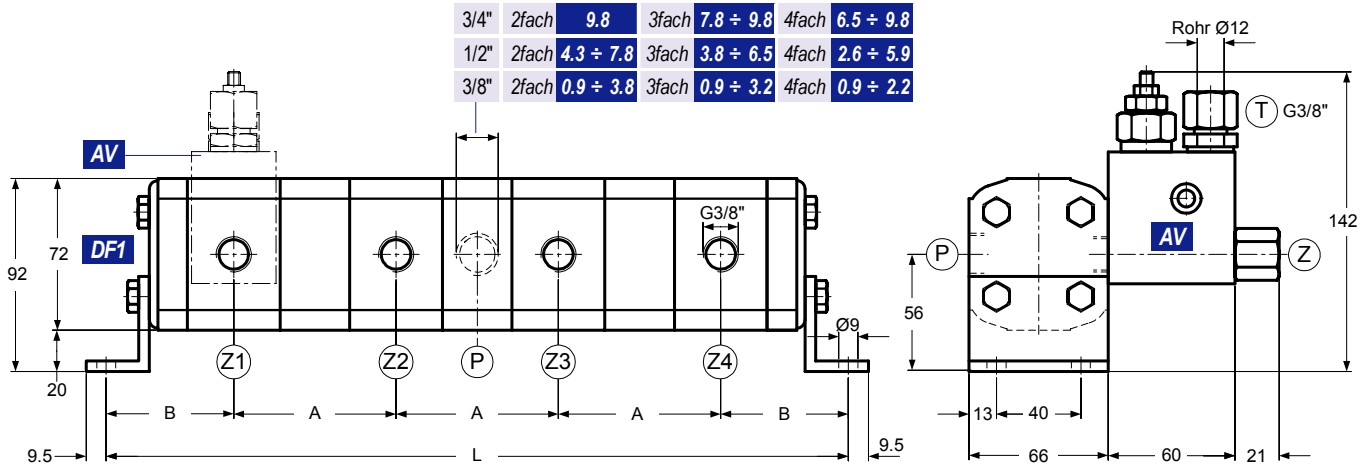 3/4" 2fach 9.8 3fach 7.8 ÷ 9.8 4fach 6.5 ÷ 9.8
1/2" 2fach 4.3 ÷ 7.8 3fach 3.8 ÷ 6.5 4fach 2.6 ÷ 5.9
3/8" 2fach 0.9 ÷ 3.8 3fach 0.9 ÷ 3.2 4fach 0.9 ÷ 2.2
Rohr Ø12
T G3/8"
AV
DF1
92
72
20
G3/8"
Ø9
Z1 Z2 P Z3 Z4
B A A A B
9.5 L 9.5
P
AV
Z
142
56
13 40
66 60 21